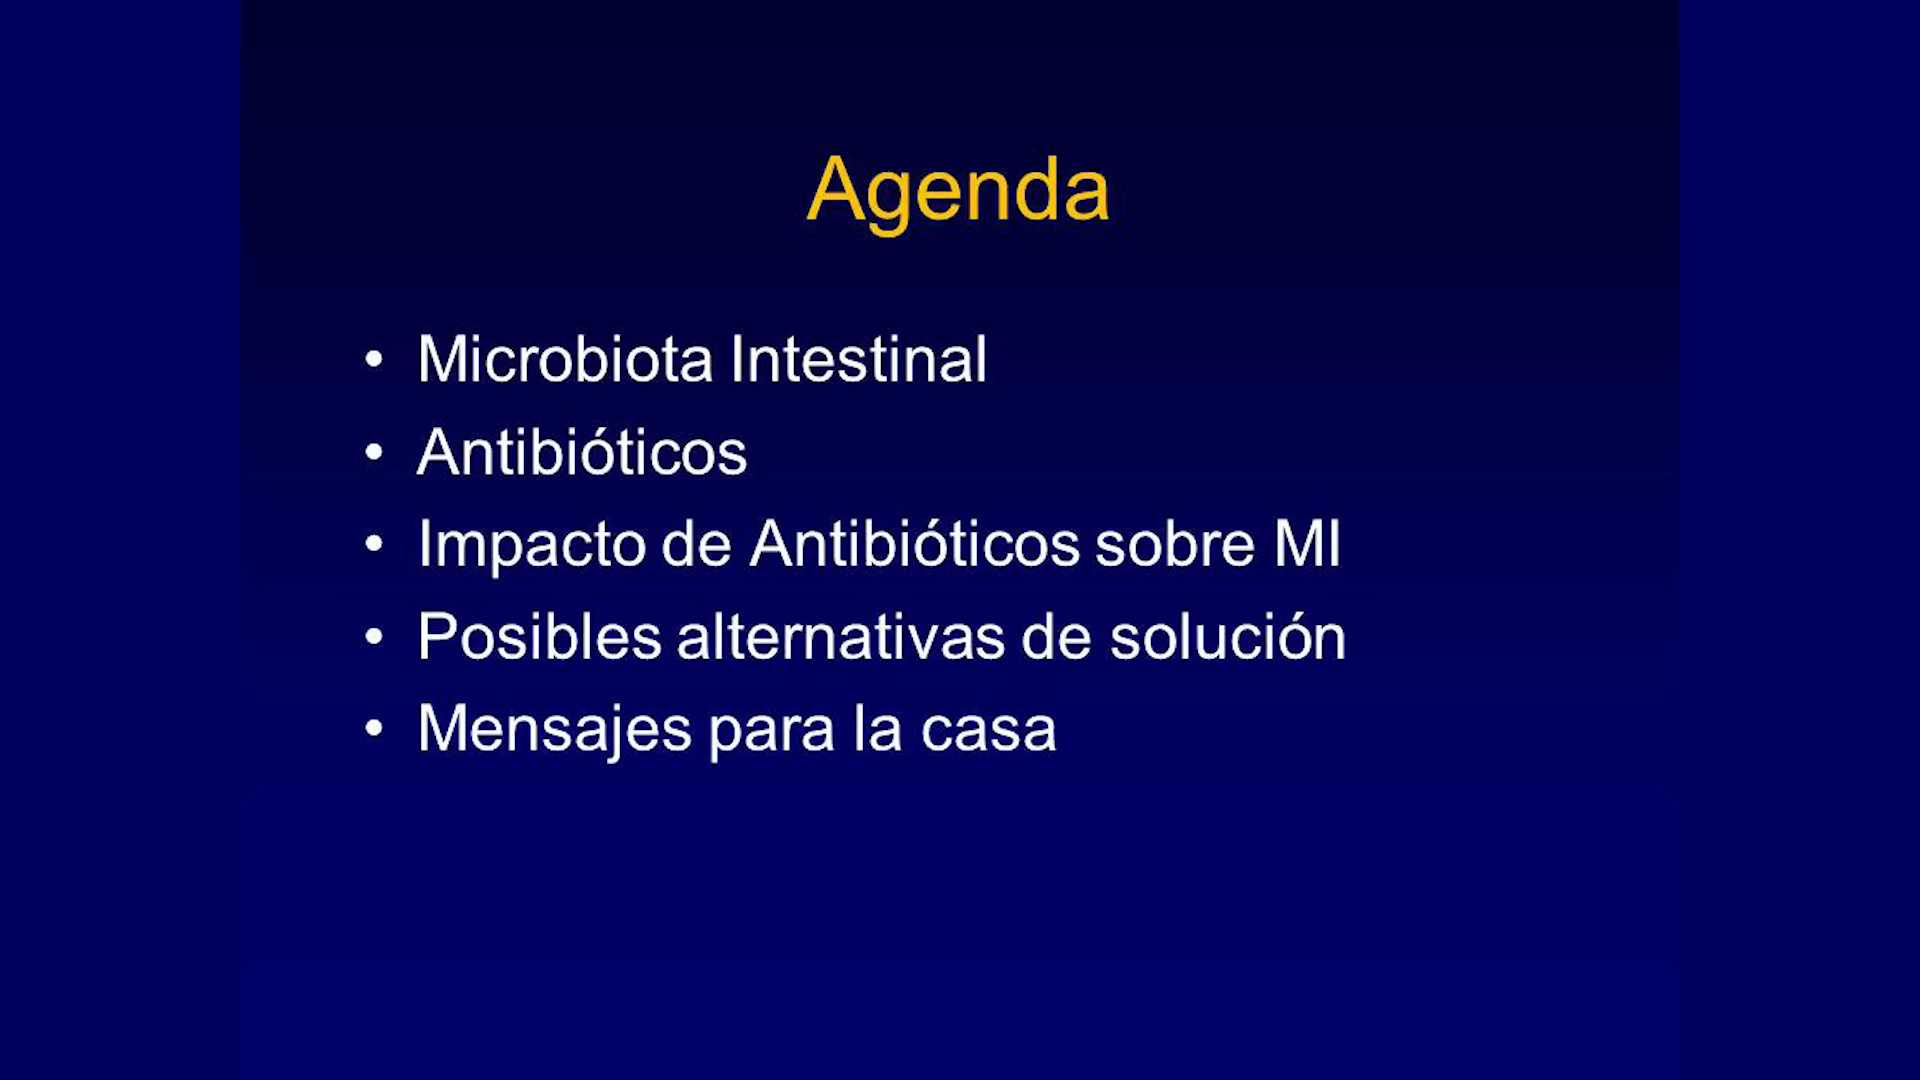 Agenda
• Microbiota Intestinal
• Antibióticos
• Impacto de Antibióticos sobre MI
• Posibles alternativas de solución
• Mensajes para la casa